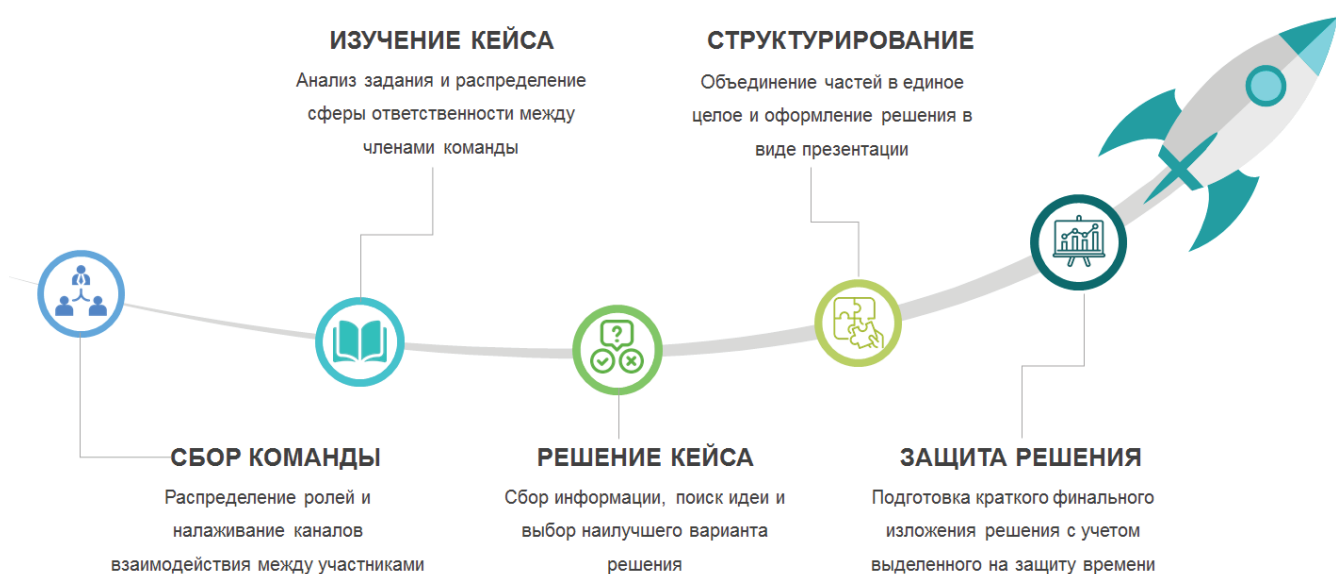 ИЗУЧЕНИЕ КЕЙСА
Анализ задания и распределение
сферы ответственности между
членами команды
СТРУКТУРИРОВАНИЕ
Объединение частей в единое
целое и оформление решения в
виде презентации
СБОР КОМАНДЫ
Распределение ролей и
налаживание каналов
взаимодействия между участниками
РЕШЕНИЕ КЕЙСА
Сбор информации, поиск идеи и
выбор наилучшего варианта
решения
ЗАЩИТА РЕШЕНИЯ
Подготовка краткого финального
изложения решения с учетом
выделенного на защиту времени